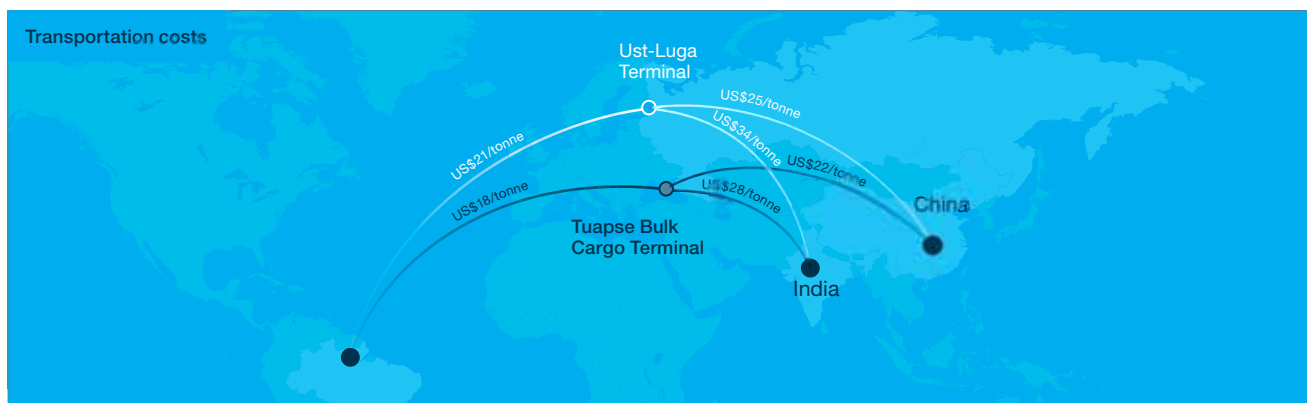 Transportation costs
Ust-Luga
Terminal
US$25/tonne
US$34/tonne
US$21/tonne
US$22/tonne
US$28/tonne
US$18/tonne
China
Tuapse Bulk
Cargo Terminal
India